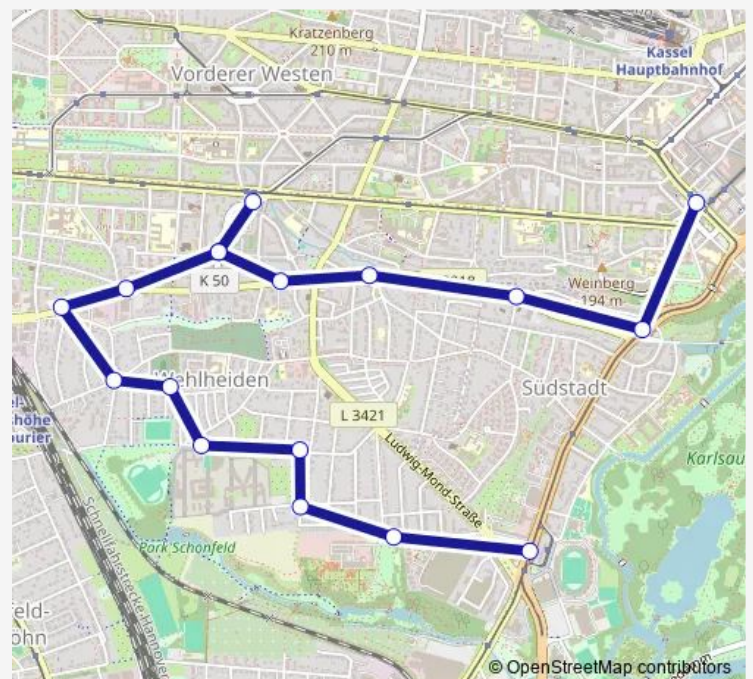 Kratzenberg
210 m
Vorderer Westen
Kassel
Hauptbahnhof
K 50
Weinberg
194 m
Wehlheiden
Südstadt
L 3421
Ludwig-Mond-Straße
Karlsau
Schnellfahrstrecke-Hannover
Park Schönfeld
© OpenStreetMap contributors